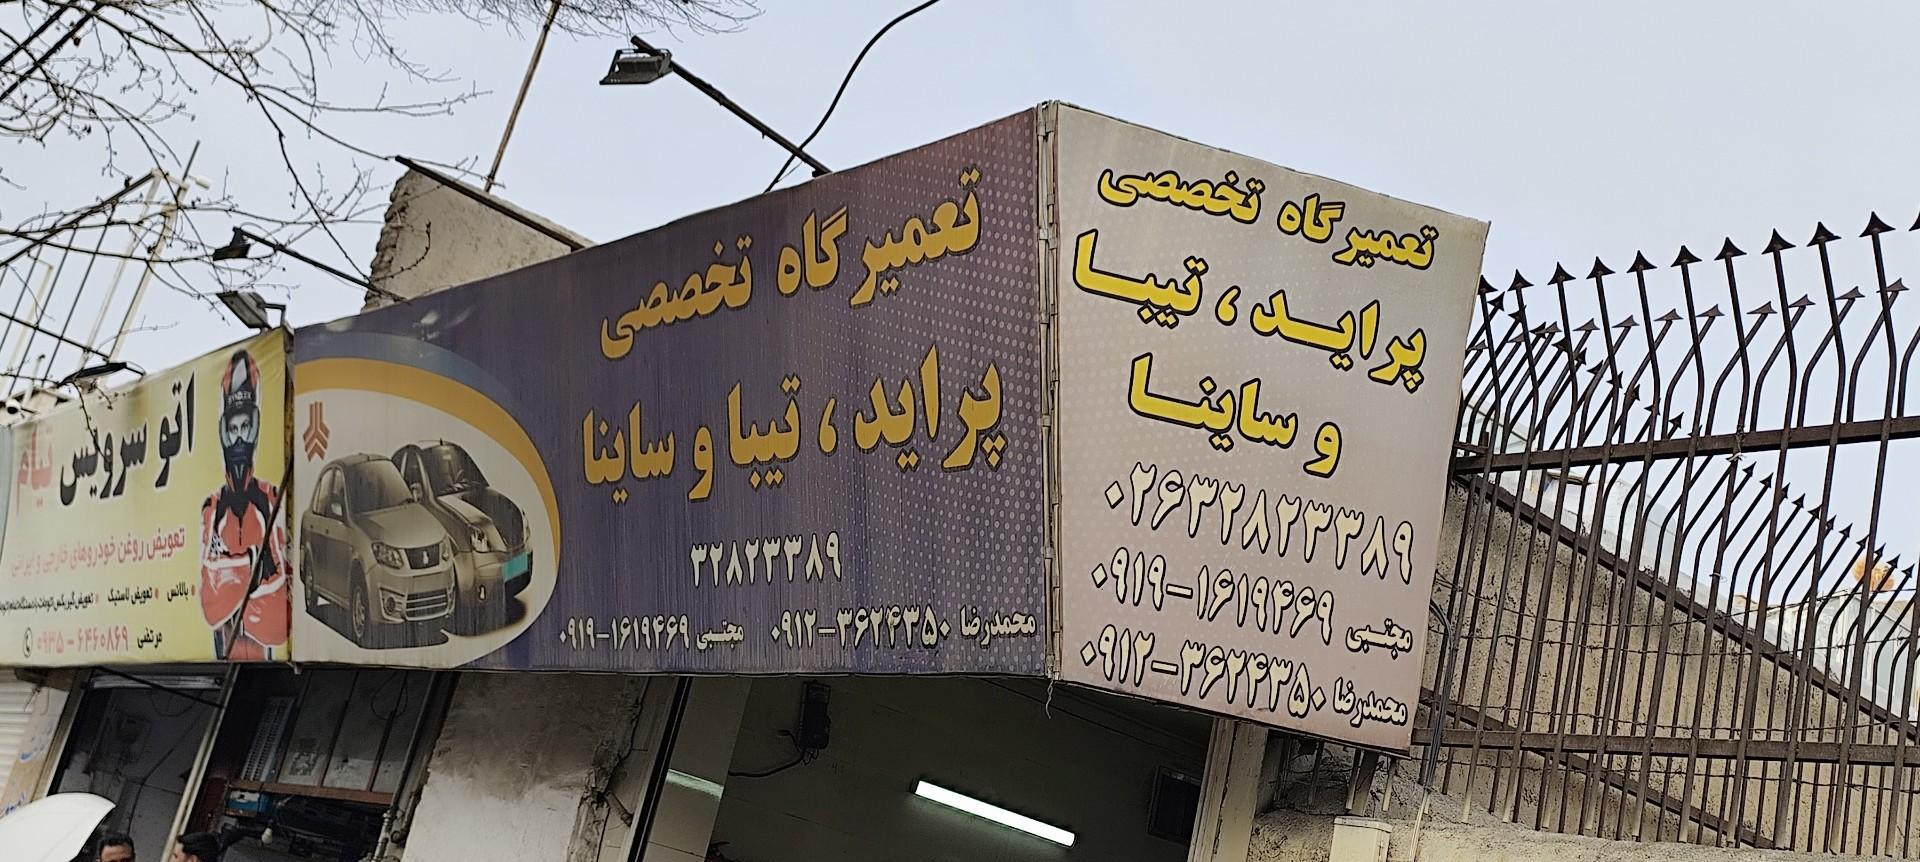 تعمیرگاه تخصصی
پراید، تیبا
و ساینا
۰۲۶۳۲۸۲۳۳۸۹
۰۹۱۹-۱۶۱۹۴۶۹ مجتبی
۰۹۱۲-۳۶۲۴۳۵۰ محمدرضا
تعمیرگاه تخصصی
پراید، تیبا و ساینا
۳۲۸۲۳۳۸۹
محمدرضا ۰۹۱۲-۳۶۲۴۳۵۰ مجتبی ۰۹۱۹-۱۶۱۹۴۶۹
اتو سرویس تیام
تعویض روغن خودروهای خارجی و ایرانی
• بالانس • تعویض لاستیک
مرتضی ۰۹۳۵-۶۴۶۰۸۶۹